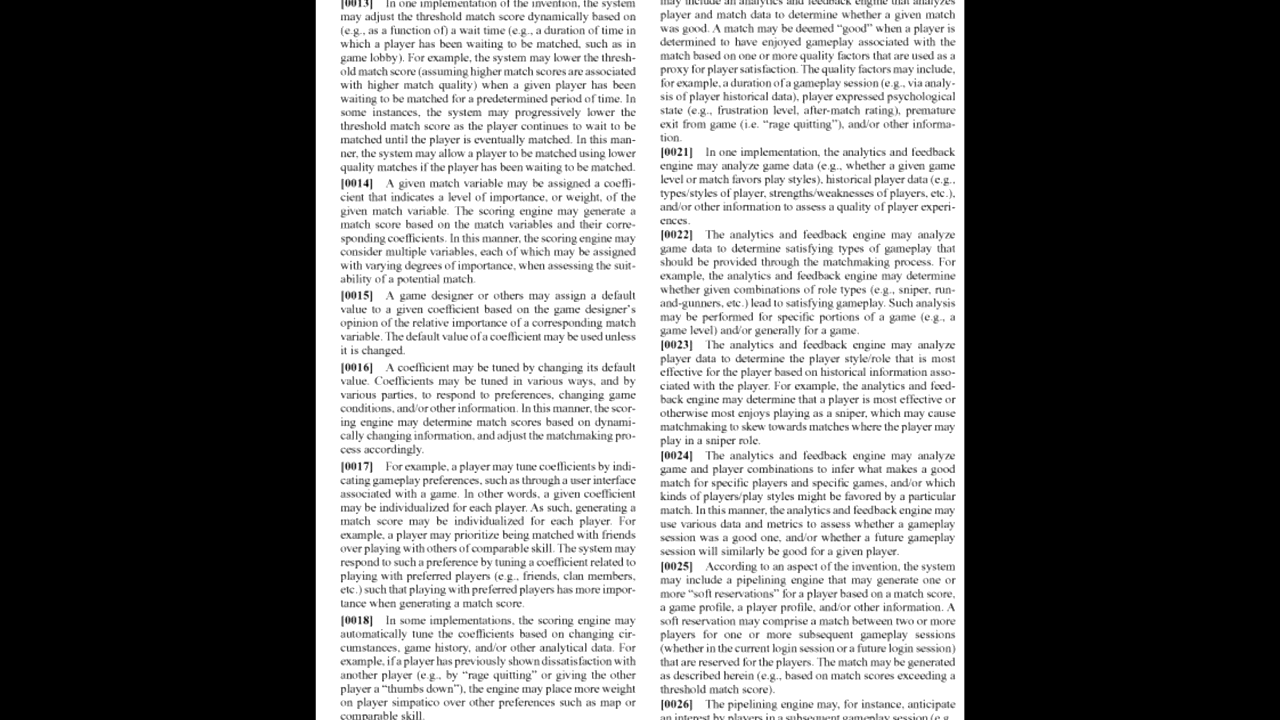 [0013] In one implementation of the invention, the system
may adjust the threshold match score dynamically based on
(e.g., as a function of) a wait time (e.g., a duration of time in
which a player has been waiting to be matched, such as in
game lobby). For example, the system may lower the thresh-
old match score (assuming higher match scores are associated
with higher match quality) when a given player has been
waiting to be matched for a predetermined period of time. In
some instances, the system may progressively lower the
threshold match score as the player continues to wait to be
matched until the player is eventually matched. In this man-
ner, the system may allow a player to be matched using lower
quality matches if the player has been waiting to be matched.
[0014] A given match variable may be assigned a coeffi-
cient that indicates a level of importance, or weight, of the
given match variable. The scoring engine may generate a
match score based on the match variables and their corre-
sponding coefficients. In this manner, the scoring engine may
consider multiple variables, each of which may be assigned
with varying degrees of importance, when assessing the suit-
ability of a potential match.
[0015] A game designer or others may assign a default
value to a given coefficient based on the game designer's
opinion of the relative importance of a corresponding match
variable. The default value of a coefficient may be used unless
it is changed.
[0016] A coefficient may be tuned by changing its default
value. Coefficients may be tuned in various ways, and by
various parties, to respond to preferences, changing game
conditions, and/or other information. In this manner, the scor-
ing engine may determine match scores based on dynami-
cally changing information, and adjust the matchmaking pro-
cess accordingly.
[0017] For example, a player may tune coefficients by indi-
cating gameplay preferences, such as through a user interface
associated with a game. In other words, a given coefficient
may be individualized for each player. As such, generating a
match score may be individualized for each player. For
example, a player may prioritize being matched with friends
over playing with others of comparable skill. The system may
respond to such a preference by tuning a coefficient related to
playing with preferred players (e.g., friends, clan members,
etc.) such that playing with preferred players has more impor-
tance when generating a match score.
[0018] In some implementations, the scoring engine may
automatically tune the coefficients based on changing cir-
cumstances, game history, and/or other analytical data. For
example, if a player has previously shown dissatisfaction with
another player (e.g., by “rage quitting” or giving the other
player a “thumbs down”), the engine may place more weight
on player simpatico over other preferences such as map or
comparable skill.
may include an analytics and feedback engine that analyzes
player and match data to determine whether a given match
was good. A match may be deemed “good” when a player is
determined to have enjoyed gameplay associated with the
match based on one or more quality factors that are used as a
proxy for player satisfaction. The quality factors may include,
for example, a duration of a gameplay session (e.g., via analy-
sis of player historical data), player expressed psychological
state (e.g., frustration level, after-match rating), premature
exit from game (i.e. “rage quitting”), and/or other informa-
tion.
[0021] In one implementation, the analytics and feedback
engine may analyze game data (e.g., whether a given game
level or match favors play styles), historical player data (e.g.,
types/styles of player, strengths/weaknesses of players, etc.),
and/or other information to assess a quality of player experi-
ences.
[0022] The analytics and feedback engine may analyze
game data to determine satisfying types of gameplay that
should be provided through the matchmaking process. For
example, the analytics and feedback engine may determine
whether given combinations of role types (e.g., sniper, run-
and-gunners, etc.) lead to satisfying gameplay. Such analysis
may be performed for specific portions of a game (e.g., a
game level) and/or generally for a game.
[0023] The analytics and feedback engine may analyze
player data to determine the player style/role that is most
effective for the player based on historical information asso-
ciated with the player. For example, the analytics and feed-
back engine may determine that a player is most effective or
otherwise most enjoys playing as a sniper, which may cause
matchmaking to skew towards matches where the player may
play in a sniper role.
[0024] The analytics and feedback engine may analyze
game and player combinations to infer what makes a good
match for specific players and specific games, and/or which
kinds of players/play styles might be favored by a particular
match. In this manner, the analytics and feedback engine may
use various data and metrics to assess whether a gameplay
session was a good one, and/or whether a future gameplay
session will similarly be good for a given player.
[0025] According to an aspect of the invention, the system
may include a pipelining engine that may generate one or
more “soft reservations” for a player based on a match score,
a game profile, a player profile, and/or other information. A
soft reservation may comprise a match between two or more
players for one or more subsequent gameplay sessions
(whether in the current login session or a future login session)
that are reserved for the players. The match may be generated
as described herein (e.g., based on match scores exceeding a
threshold match score).
[0026] The pipelining engine may, for instance, anticipate
an interest by players in a subsequent gameplay session (e.g.